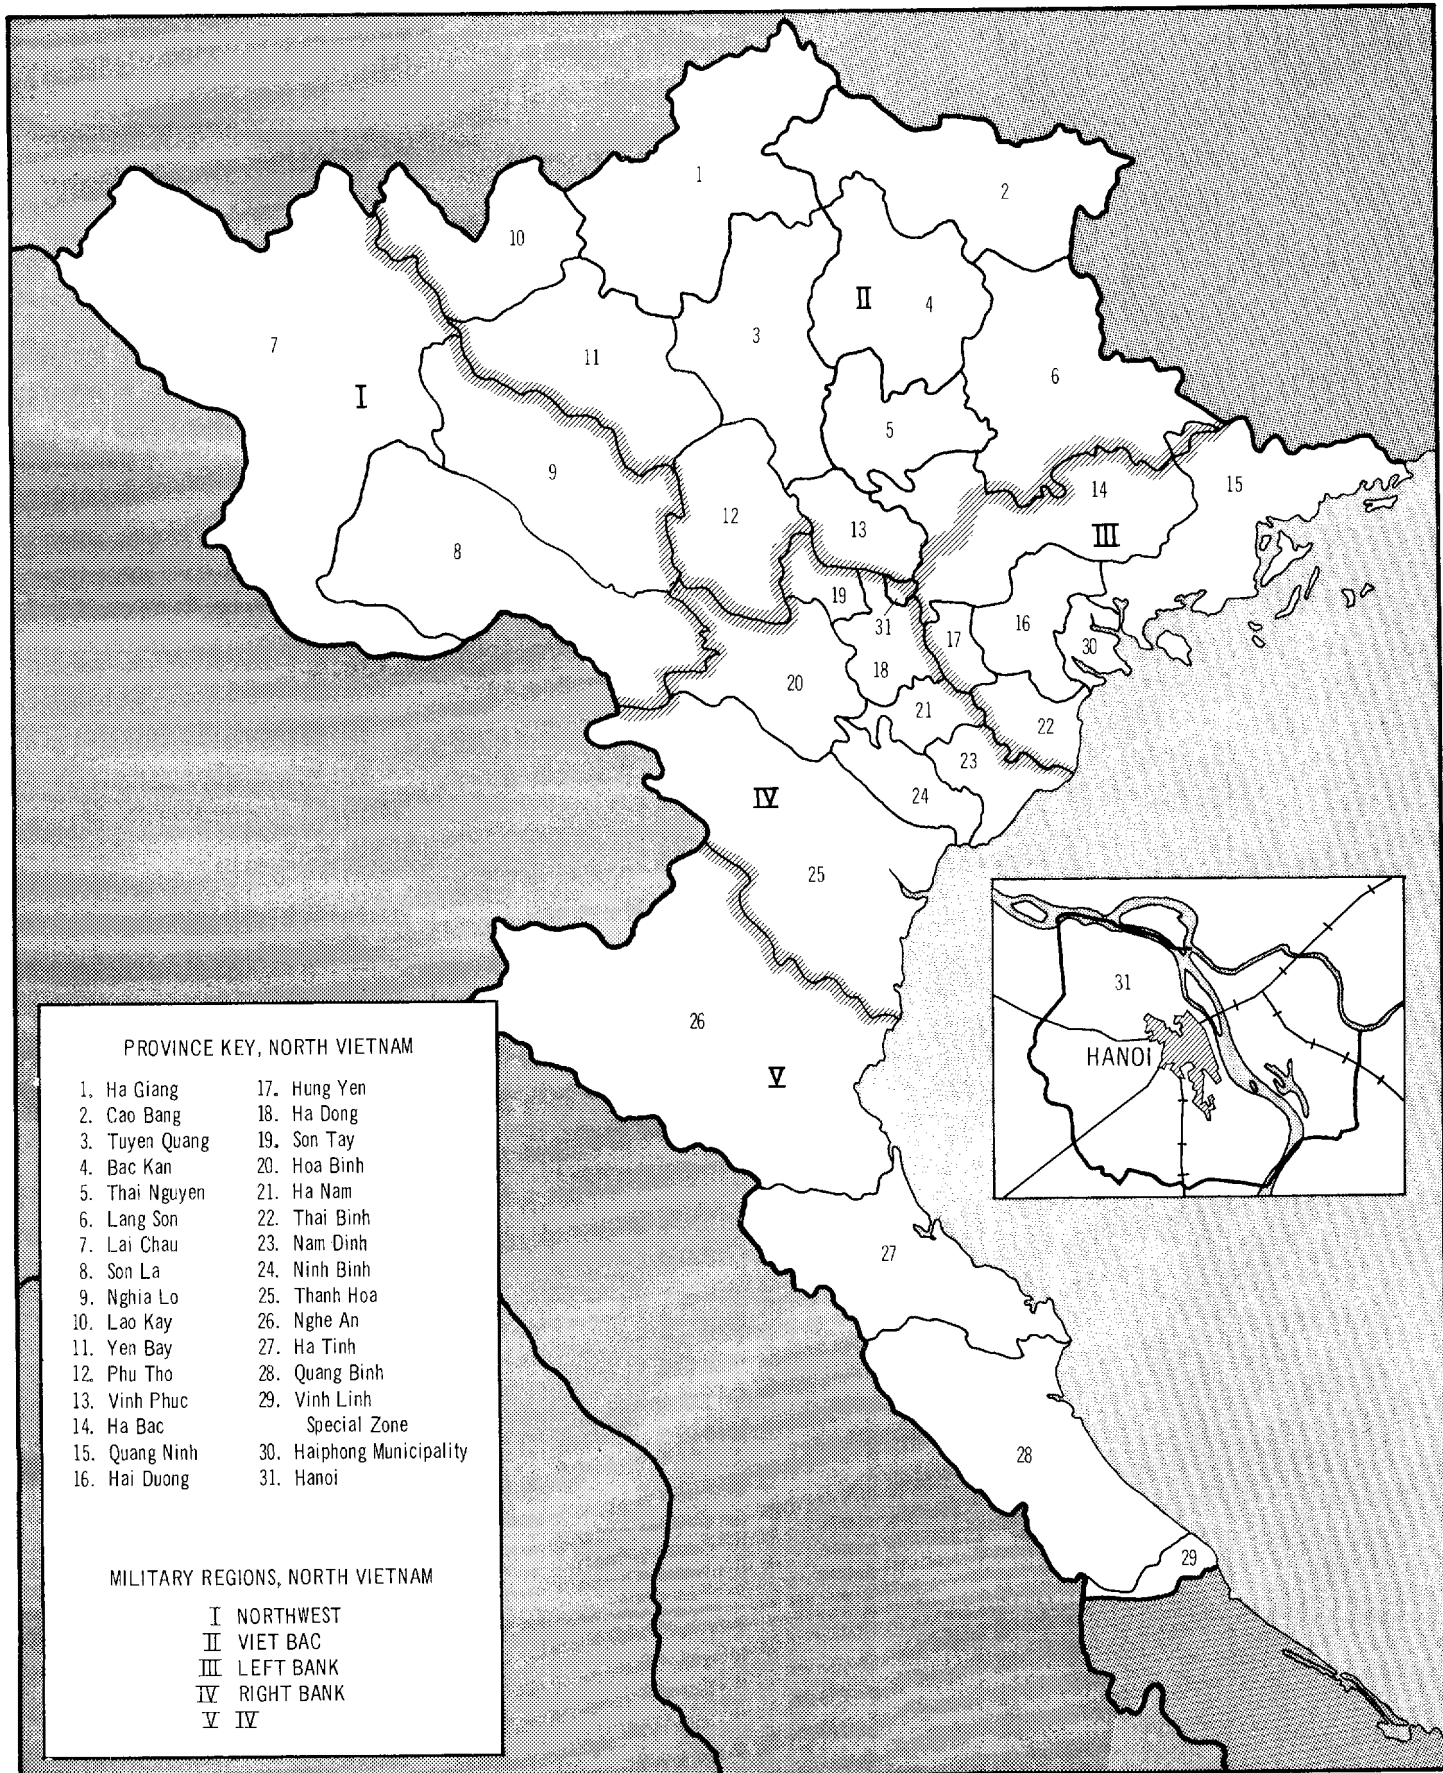 1
2
10
II
4
7
3
11
6
I
5
9
14
15
12
III
13
8
19
16
31
17
30
18
20
21
22
23
IV
24
25
31
26
HANOI
V
27
28
29
PROVINCE KEY, NORTH VIETNAM
1. Ha Giang
2. Cao Bang
3. Tuyen Quang
4. Bac Kan
5. Thai Nguyen
6. Lang Son
7. Lai Chau
8. Son La
9. Nghia Lo
10. Lao Kay
11. Yen Bay
12. Phu Tho
13. Vinh Phuc
14. Ha Bac
15. Quang Ninh
16. Hai Duong
17. Hung Yen
18. Ha Dong
19. Son Tay
20. Hoa Binh
21. Ha Nam
22. Thai Binh
23. Nam Dinh
24. Ninh Binh
25. Thanh Hoa
26. Nghe An
27. Ha Tinh
28. Quang Binh
29. Vinh Linh
Special Zone
30. Haiphong Municipality
31. Hanoi
MILITARY REGIONS, NORTH VIETNAM
I NORTHWEST
II VIET BAC
III LEFT BANK
IV RIGHT BANK
V IV